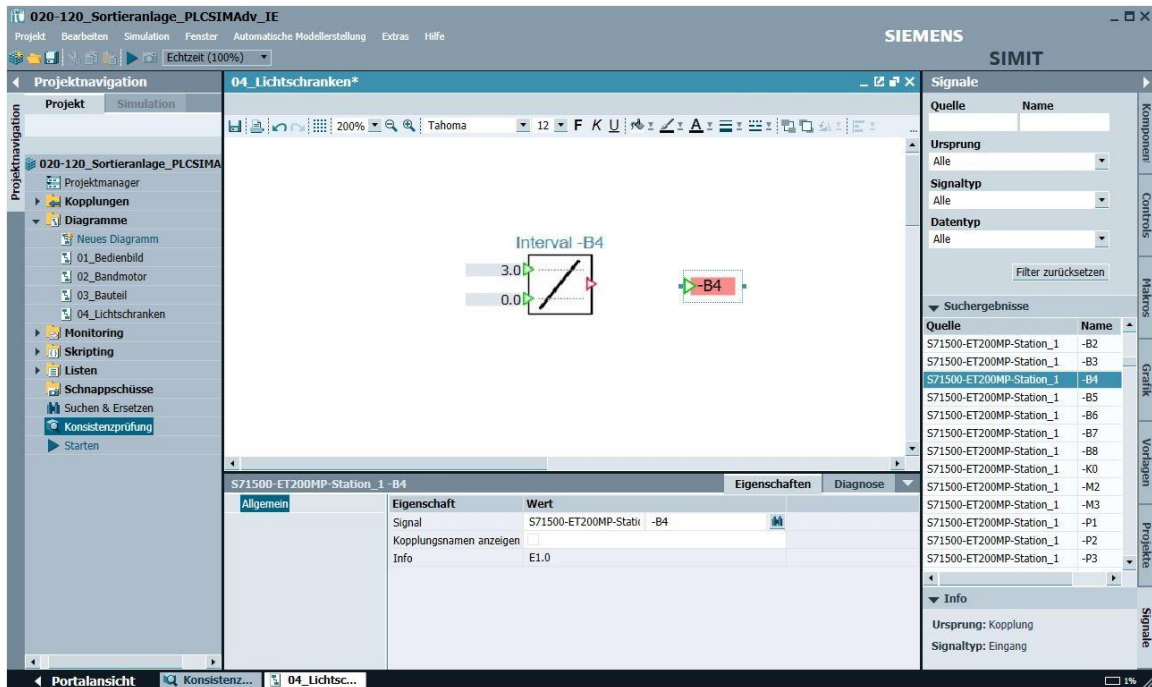 020-120_Sortieranlage_PLCSIMAdv_IE
Projekt Bearbeiten Simulation Fenster Automatische Modellerstellung Extras Hilfe
SIEMENS
SIMIT
Echtzeit (100%)
Projektnavigation
Projekt Simulation
Projektnavigation
020-120_Sortieranlage_PLCSIMA
Projektmanager
Kopplungen
Diagramme
Neues Diagramm
01_Bedienbild
02_Bandmotor
03_Bauteil
04_Lichtschranken
Monitoring
Skripting
Listen
Schnappschüsse
Suchen & Ersetzen
Konsistenzprüfung
Starten
04_Lichtschranken*
200% Tahoma 12 F K U A
Interval -B4
3.0
0.0
-B4
S71500-ET200MP-Station_1 -B4
Eigenschaften Diagnose
Allgemein
Eigenschaft Wert
Signal S71500-ET200MP-Static -B4
Kopplungsnamen anzeigen
Info E1.0
Signale
Quelle Name
Ursprung
Alle
Signaltyp
Alle
Datentyp
Alle
Filter zurücksetzen
Suchergebnisse
Quelle Name
S71500-ET200MP-Station_1 -B2
S71500-ET200MP-Station_1 -B3
S71500-ET200MP-Station_1 -B4
S71500-ET200MP-Station_1 -B5
S71500-ET200MP-Station_1 -B6
S71500-ET200MP-Station_1 -B7
S71500-ET200MP-Station_1 -B8
S71500-ET200MP-Station_1 -K0
S71500-ET200MP-Station_1 -M2
S71500-ET200MP-Station_1 -M3
S71500-ET200MP-Station_1 -P1
S71500-ET200MP-Station_1 -P2
S71500-ET200MP-Station_1 -P3
Info
Ursprung: Kopplung
Signaltyp: Eingang
Komponen
Controls
Makros
Grafik
Vorlagen
Projekte
Signale
Portalansicht Konsistenz... 04_Lichtsc... 1%